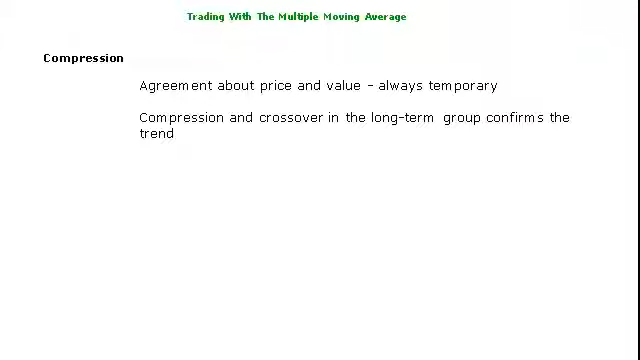 Trading With The Multiple Moving Average
Compression
Agreement about price and value – always temporary
Compression and crossover in the long-term group confirms the
trend